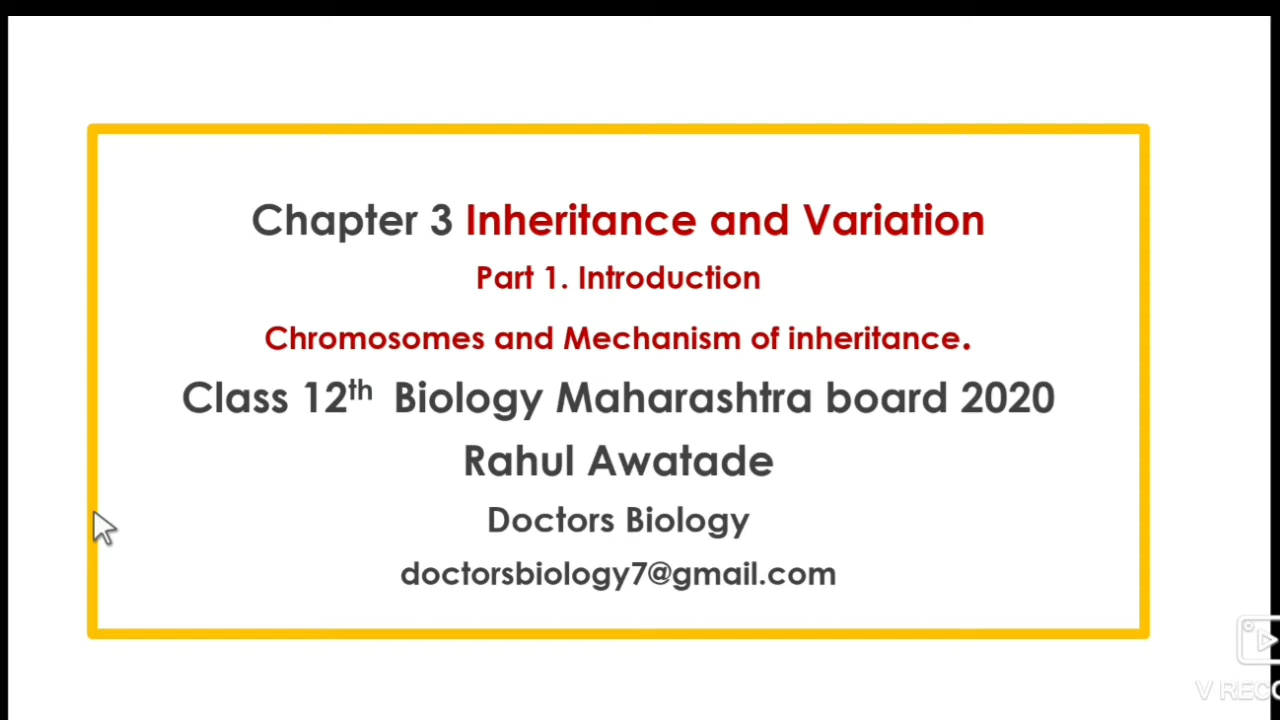 Chapter 3 Inheritance and Variation
Part 1. Introduction
Chromosomes and Mechanism of inheritance.
Class 12th Biology Maharashtra board 2020
Rahul Awatade
Doctors Biology
doctorsbiology7@gmail.com
V RECO